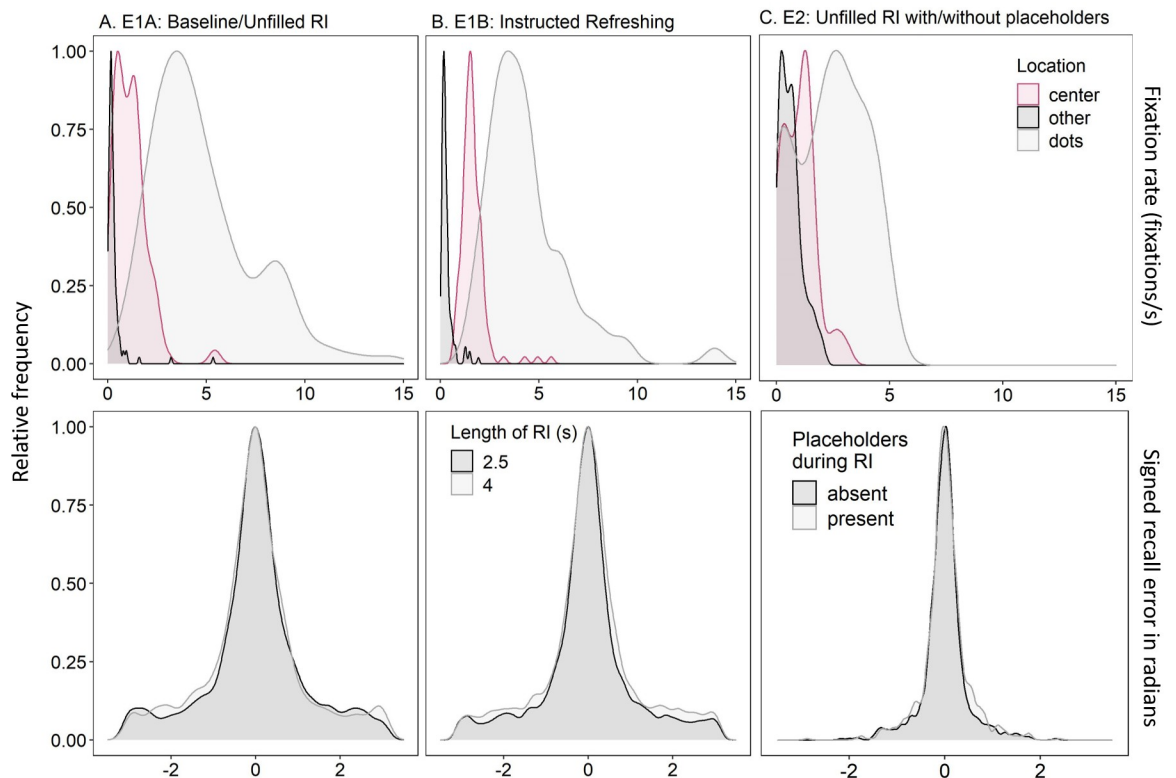 A. E1A: Baseline/Unfilled RI
B. E1B: Instructed Refreshing
C. E2: Unfilled RI with/without placeholders
1.00
0.75
0.50
0.25
0.00
0 5 10 15
0 5 10 15
0 5 10 15
Location
center
other
dots
Fixation rate (fixations/s)
Relative frequency
1.00
0.75
0.50
0.25
0.00
-2 0 2
Length of RI (s)
2.5
4
-2 0 2
Placeholders
during RI
absent
present
-2 0 2
Signed recall error in radians